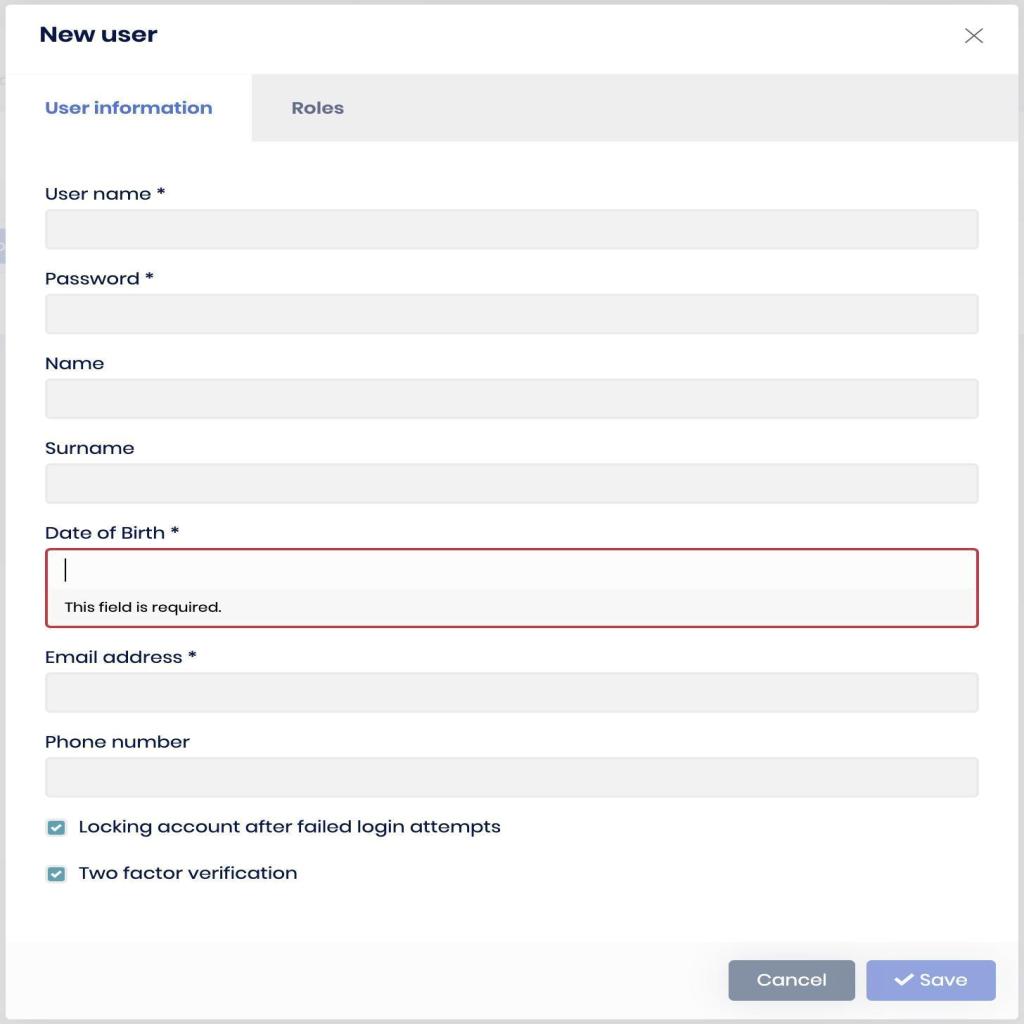 New user
User information
Roles
User name *
Password *
Name
Surname
Date of Birth *
This field is required.
Email address *
Phone number
Locking account after failed login attempts
Two factor verification
Cancel
Save